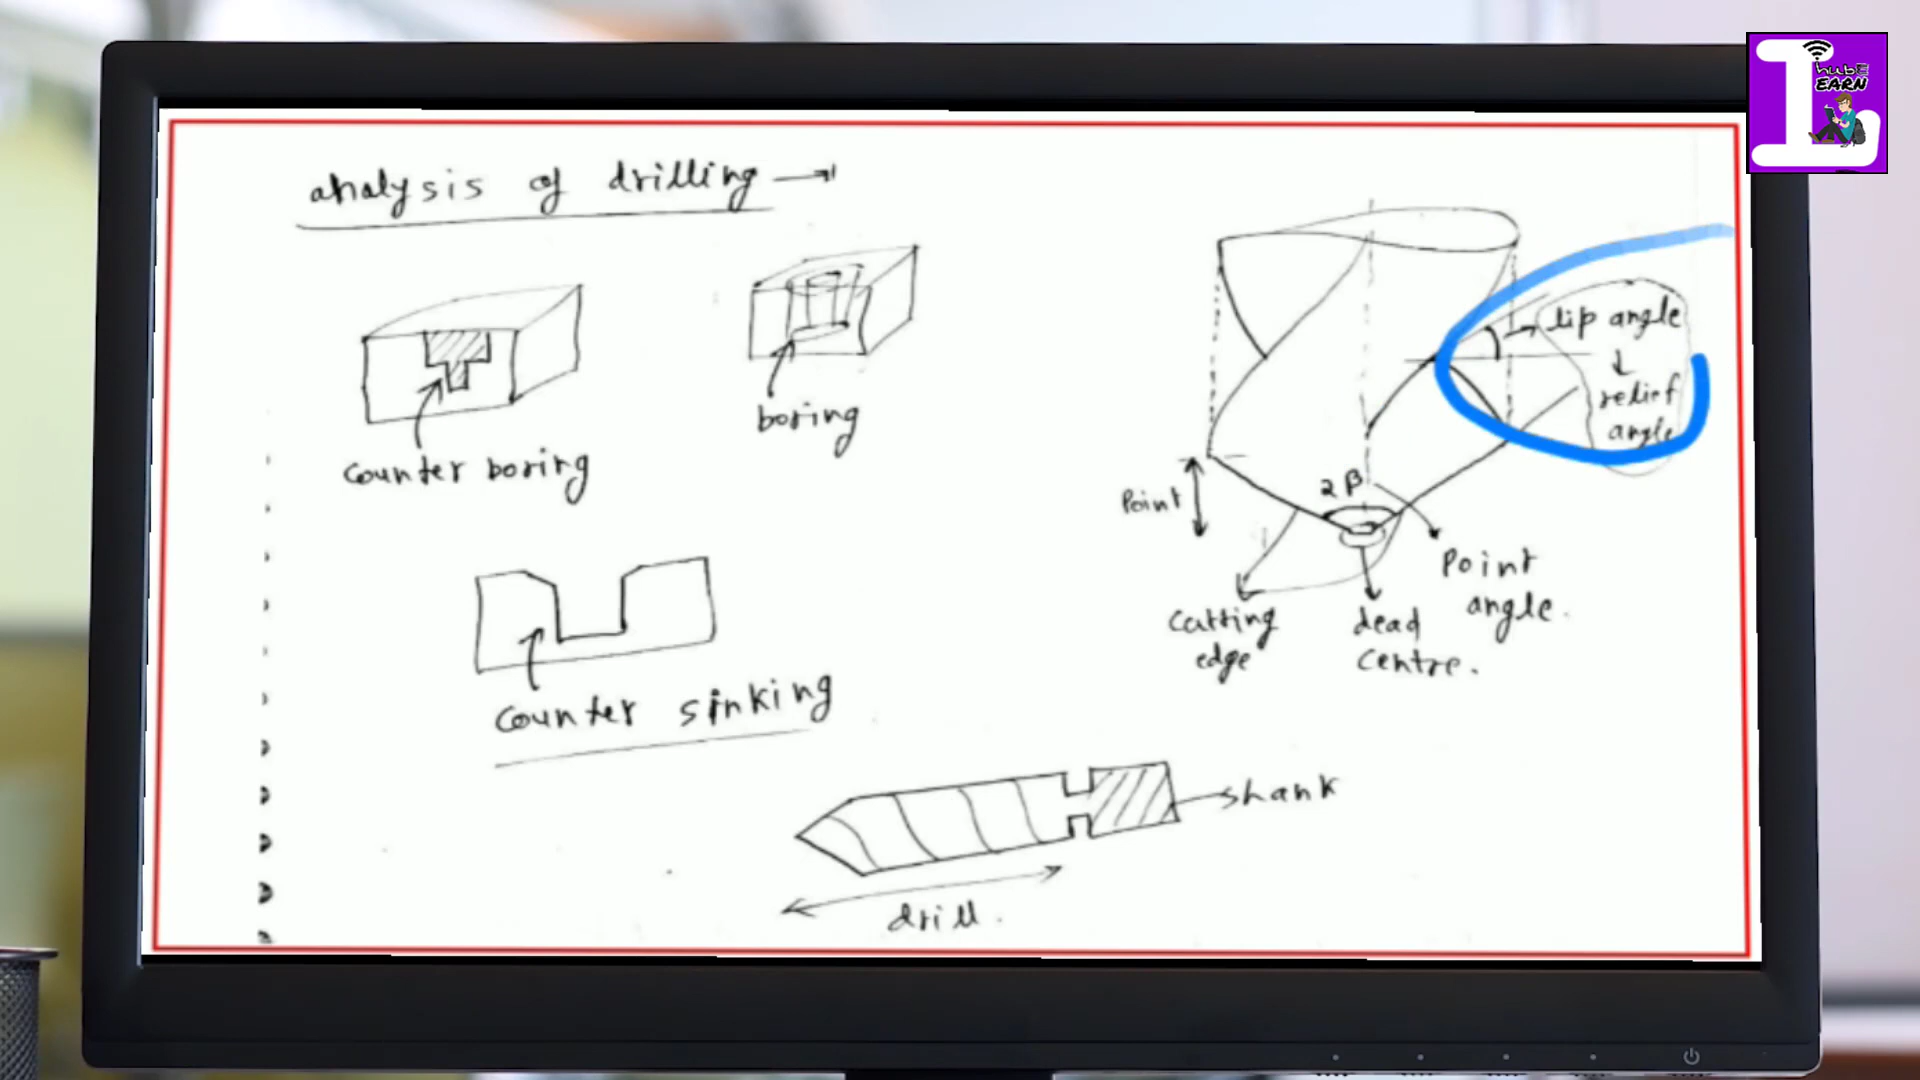 analysis of drilling
counter boring
boring
counter sinking
lip angle
relief
angle
Point
2β
Point
angle.
Cutting
edge
dead
centre.
shank
drill.
L
hubE
EARN